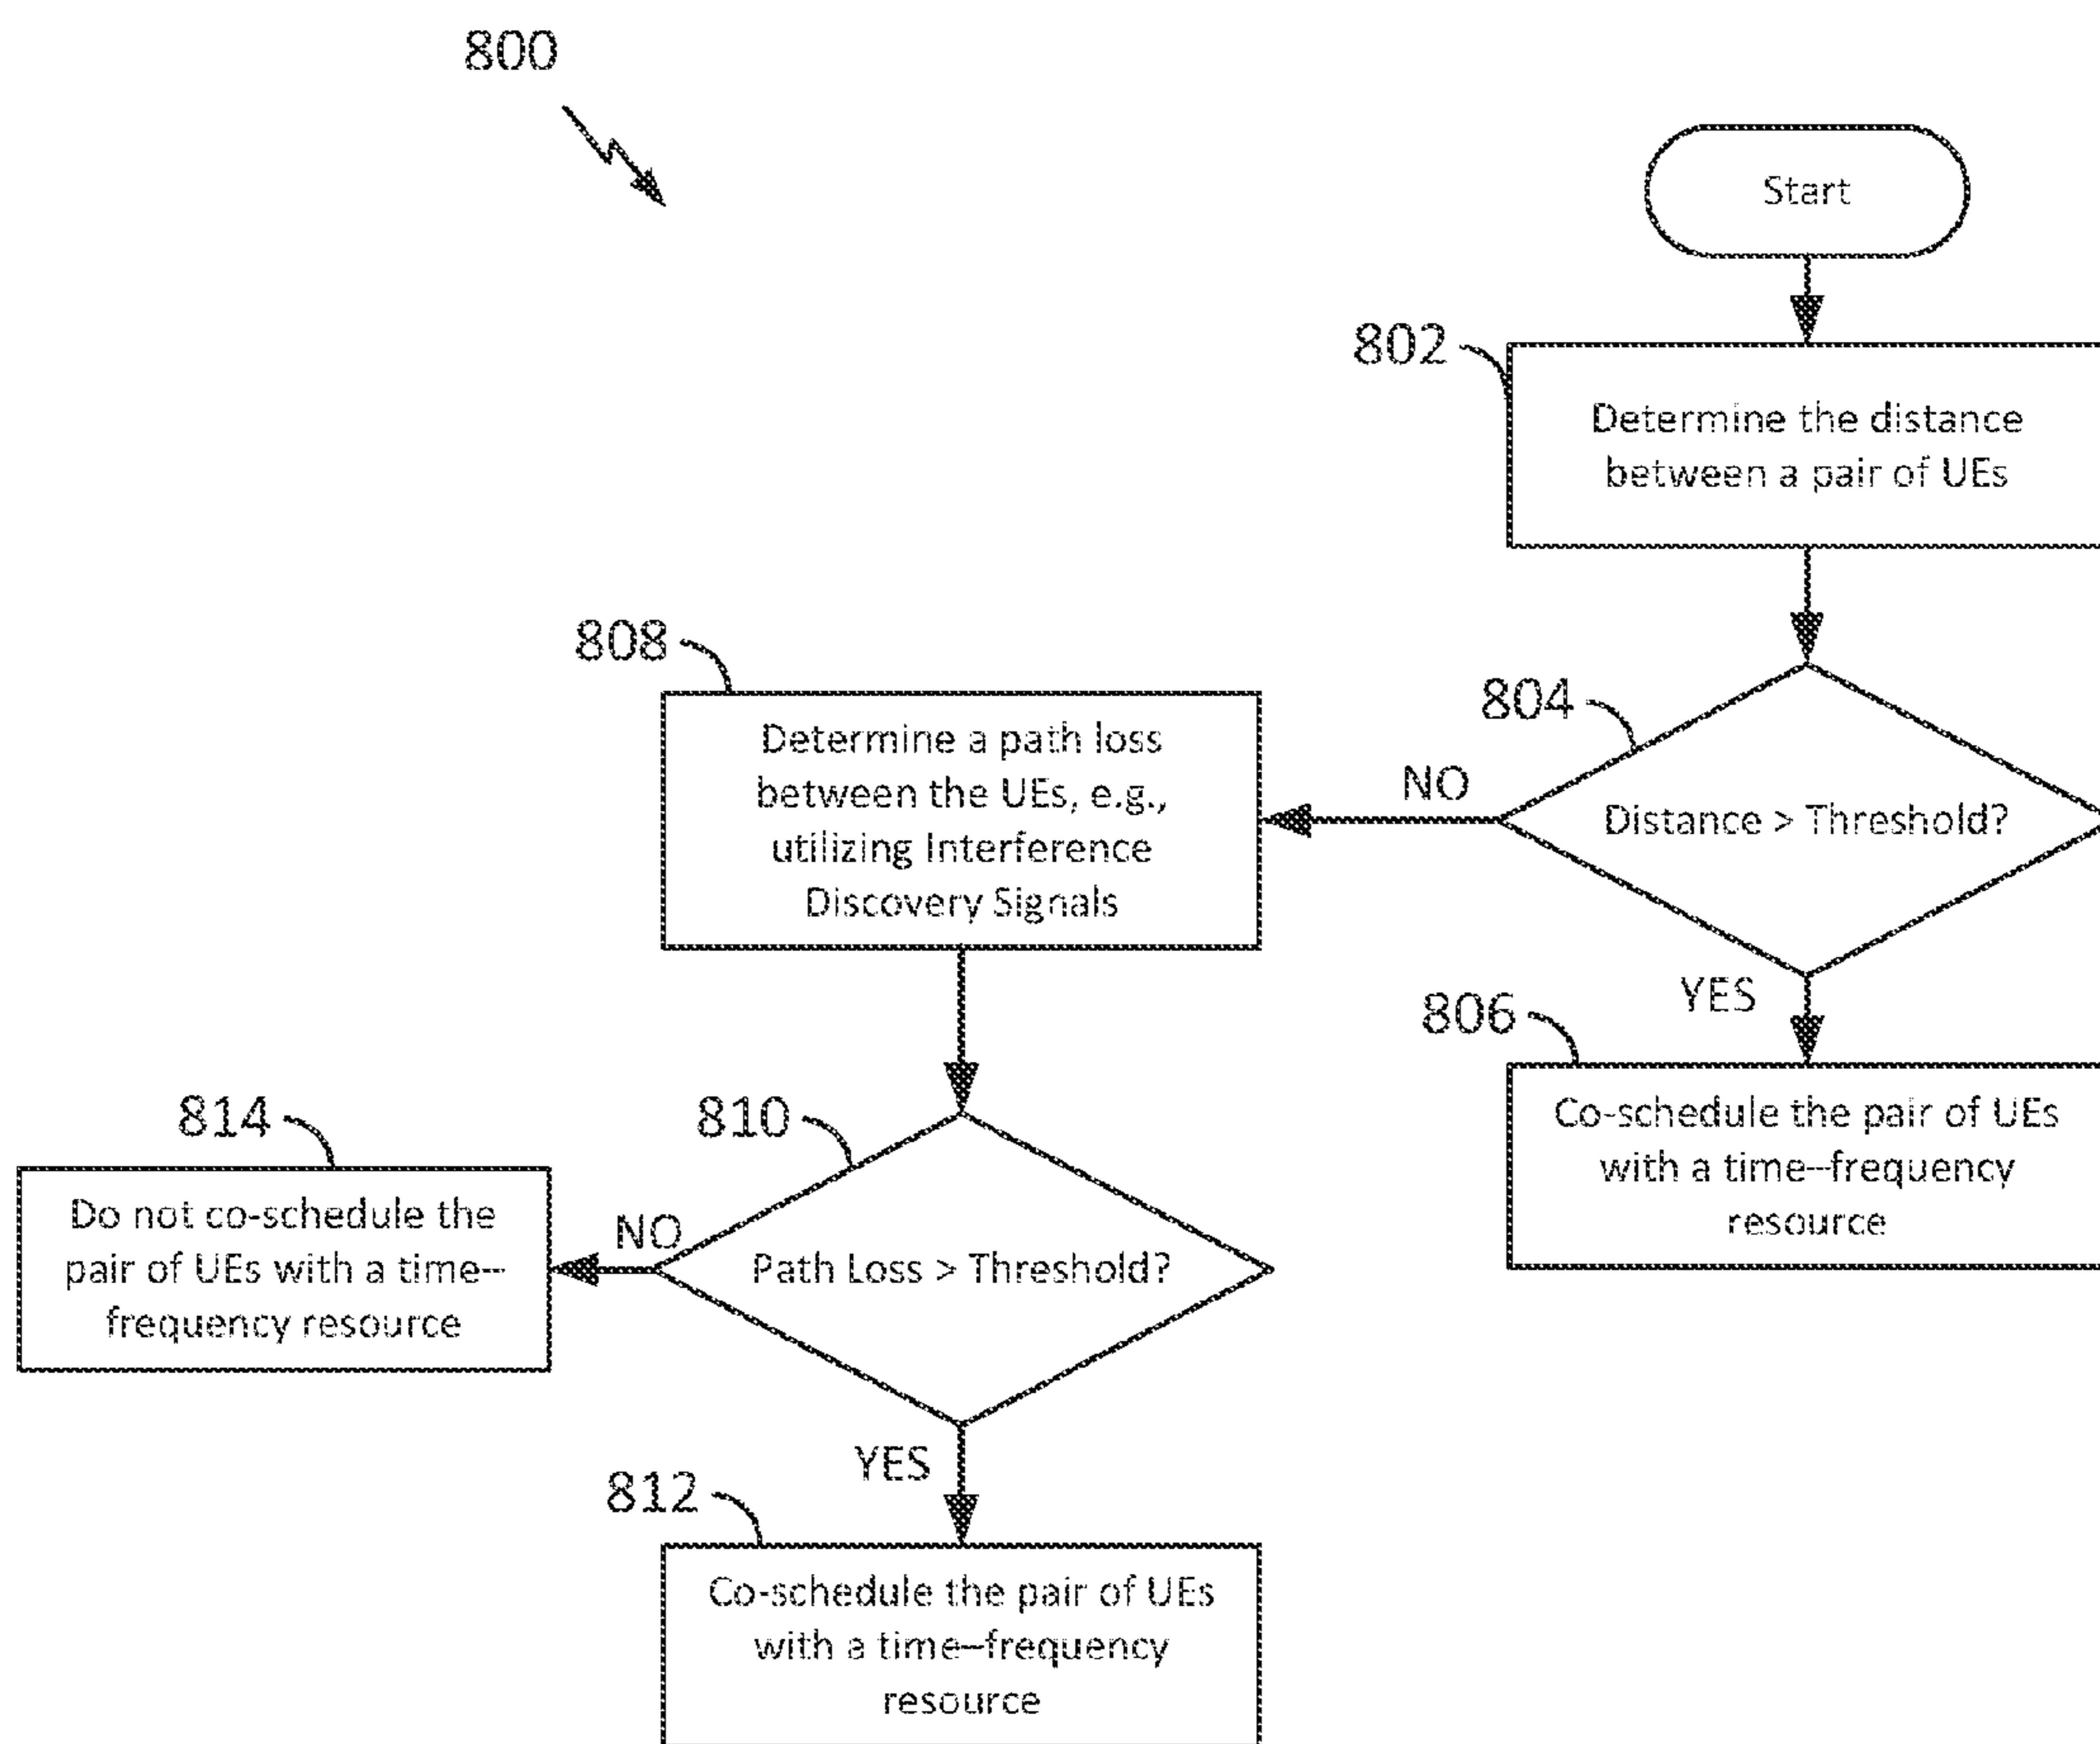 800
Start
802
Determine the distance
between a pair of UEs
804
Distance > Threshold?
NO
YES
808
Determine a path loss
between the UEs, e.g.,
utilizing Interference
Discovery Signals
806
Co-schedule the pair of UEs
with a time--frequency
resource
810
Path Loss > Threshold?
NO
YES
814
Do not co-schedule the
pair of UEs with a time--
frequency resource
812
Co-schedule the pair of UEs
with a time--frequency
resource